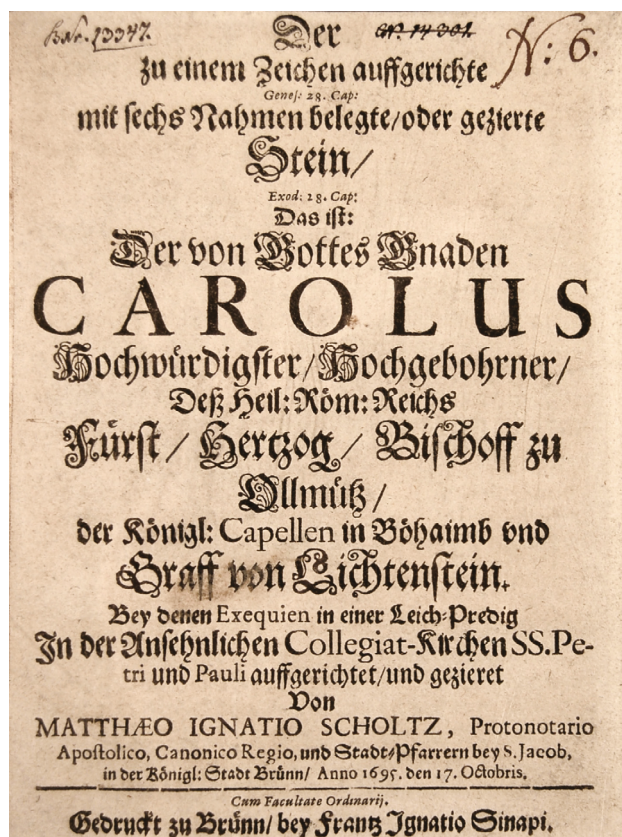 Der
zu einem Zeichen auffgerichte
Genes: 28. Cap:
mit sechs Nahmen belegte/oder gezierte
Stein/
Exod: 28. Cap:
Das ist:
Der von Gottes Gnaden
CAROLUS
Hochwürdigster/Hochgebohrner/
Deß Heil: Röm: Reichs
Fürst/ Hertzog/ Bischoff zu
Ollmütz/
der Königl: Capellen in Böhaimb vnd
Graff von Lichtenstein.
Bey denen Exequien in einer Leich-Predig
In der Ansehnlichen Collegiat-Kirchen SS. Pe-
tri und Pauli auffgerichtet/und gezieret
Von
MATTHÆO IGNATIO SCHOLTZ, Protonotario
Apostolico, Canonico Regio, und Stadt-Pfarrern bey S. Jacob,
in der Königl: Stadt Brünn/ Anno 1695. den 17. Octobris.
Cum Facultate Ordinarij.
Gedruckt zu Brünn/ bey Frantz Ignatio Sinapi.
N: 6.
13347.